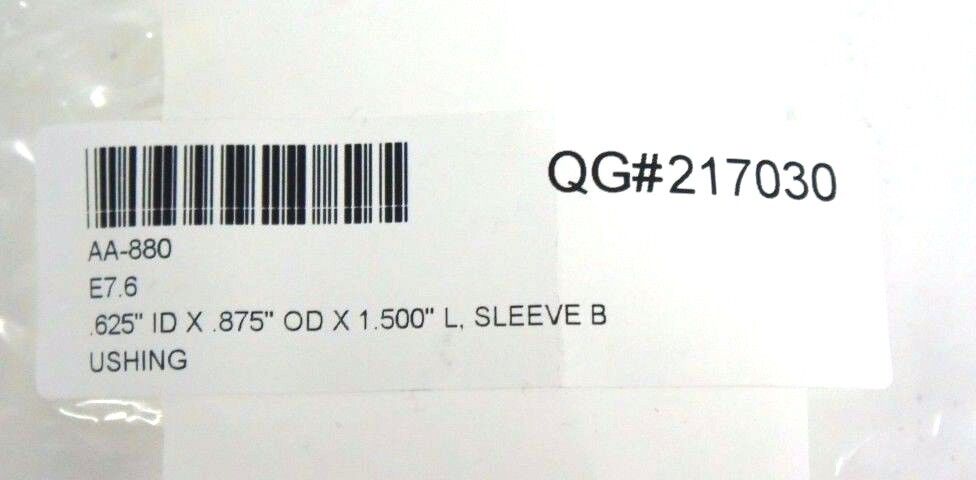 QG#217030
AA-880
E7.6
.625" ID X .875" OD X 1.500" L, SLEEVE B
USHING